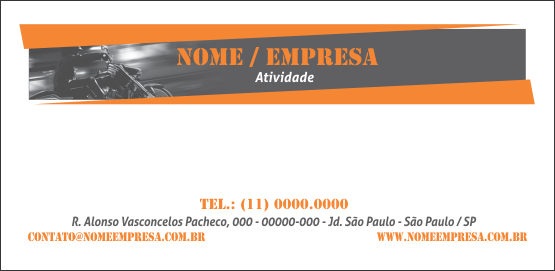 NOME / EMPRESA
Atividade
TEL.: (11) 0000.0000
R. Alonso Vasconcelos Pacheco, 000 - 00000-000 - Jd. São Paulo - São Paulo / SP
CONTATO@NOMEEMPRESA.COM.BR WWW.NOMEEMPRESA.COM.BR